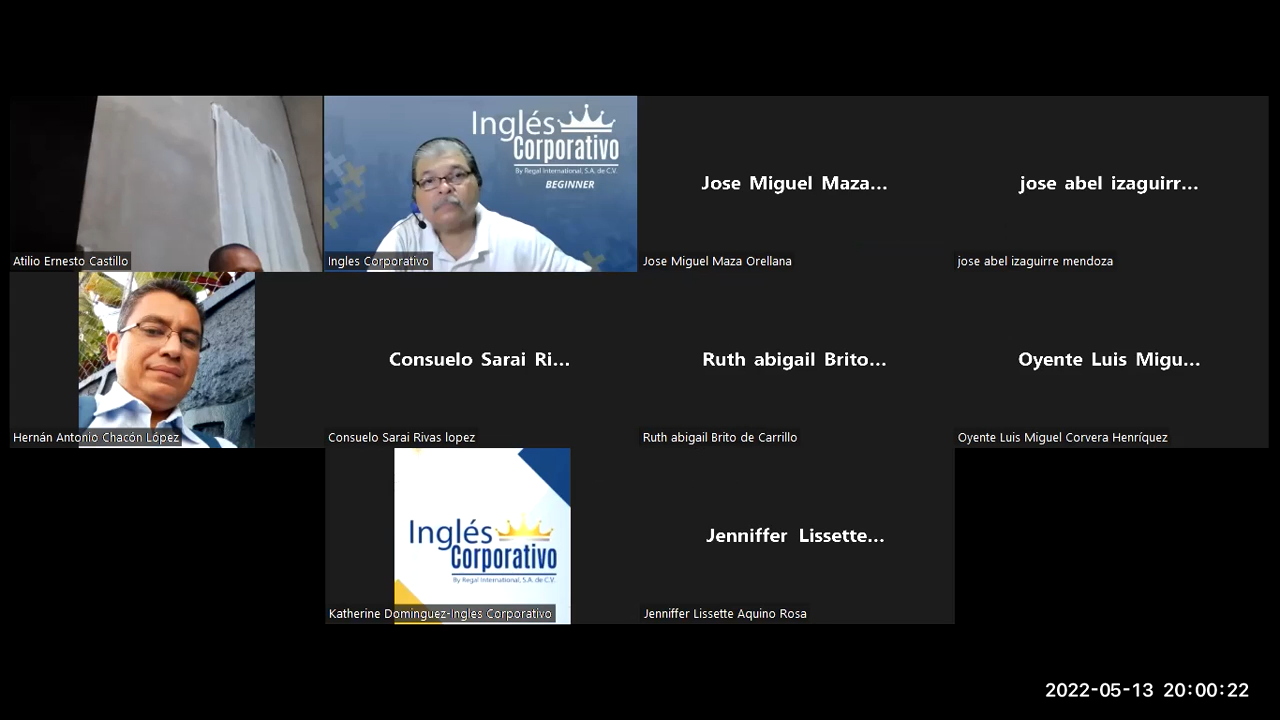 Inglés
Corporativo
By Regal International, S.A. de C.V.
BEGINNER
Jose Miguel Maza...
jose abel izaguirr...
Atilio Ernesto Castillo
Ingles Corporativo
Jose Miguel Maza Orellana
jose abel izaguirre mendoza
Consuelo Sarai Ri...
Ruth abigail Brito...
Oyente Luis Migu...
Hernán Antonio Chacón López
Consuelo Sarai Rivas lopez
Ruth abigail Brito de Carrillo
Oyente Luis Miguel Corvera Henríquez
Inglés
Corporativo
By Regal International, S.A. de C.V.
Jenniffer Lissette...
Katherine Dominguez-Ingles Corporativo
Jenniffer Lissette Aquino Rosa
2022-05-13 20:00:22